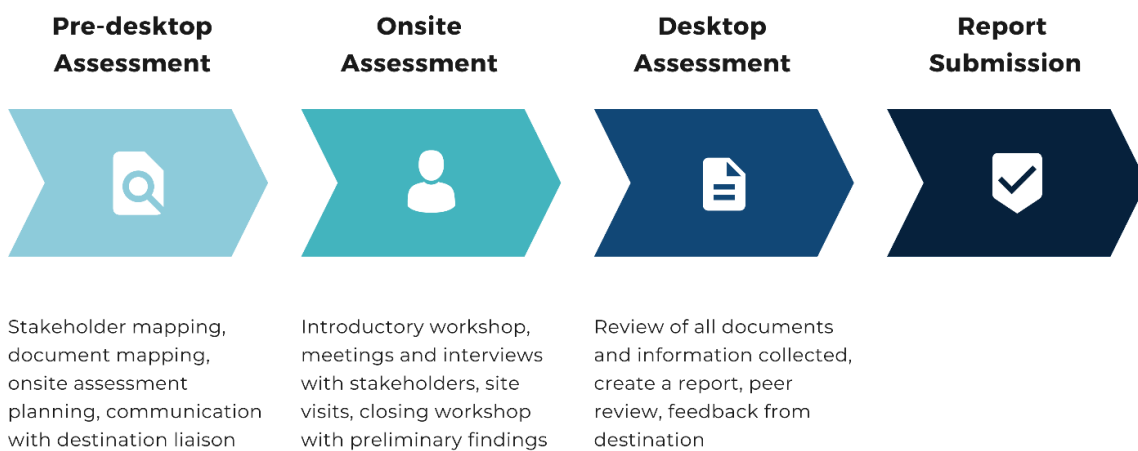 Pre-desktop
Assessment
Onsite
Assessment
Desktop
Assessment
Report
Submission
Stakeholder mapping,
document mapping,
onsite assessment
planning, communication
with destination liaison
Introductory workshop,
meetings and interviews
with stakeholders, site
visits, closing workshop
with preliminary findings
Review of all documents
and information collected,
create a report, peer
review, feedback from
destination